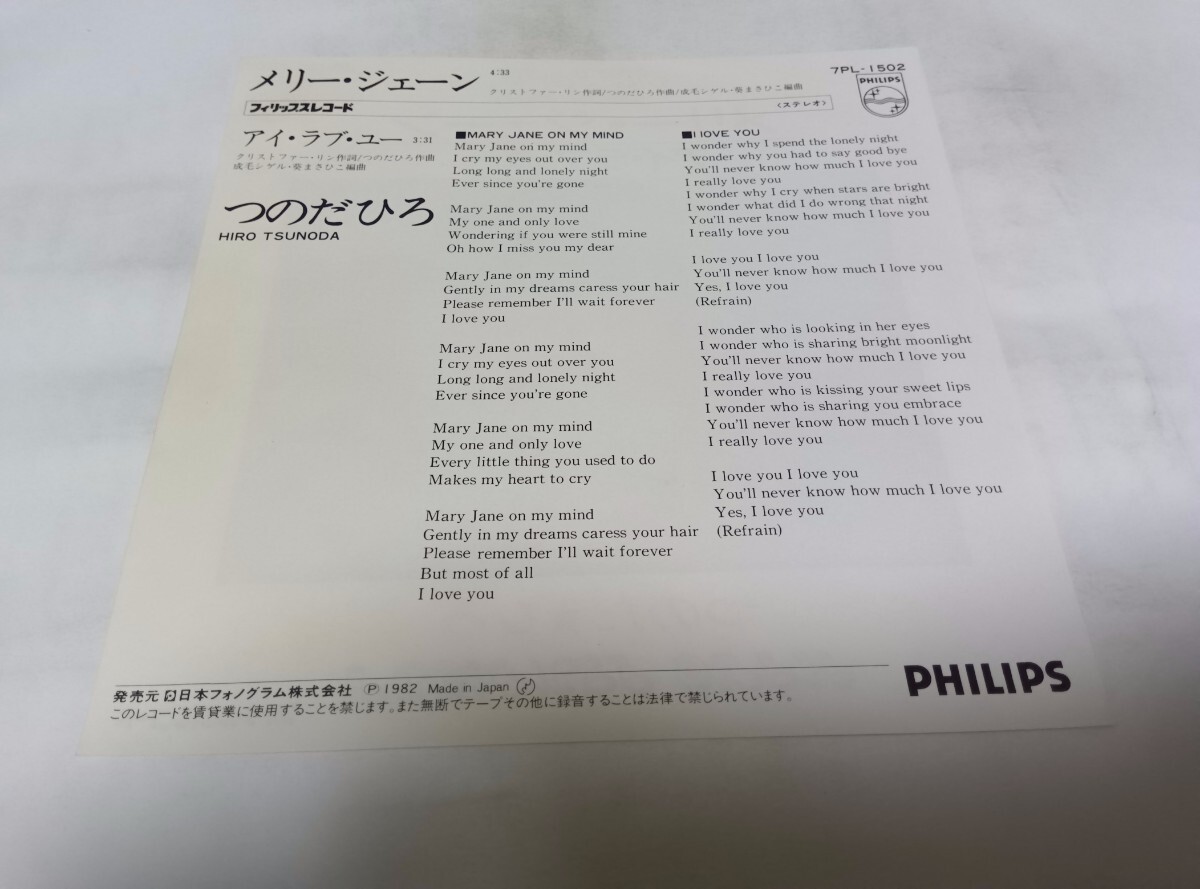 メリー・ジェーン 4:33
クリストファー・リン作詞/つのだひろ作曲/成毛シゲル・葵まさひこ編曲
7PL-1502
PHILIPS
フィリップスレコード
〈ステレオ〉
アイ・ラブ・ユー 3:31
クリストファー・リン作詞/つのだひろ作曲
成毛シゲル・葵まさひこ編曲
つのだひろ
HIRO TSUNODA
■MARY JANE ON MY MIND
Mary Jane on my mind
I cry my eyes out over you
Long long and lonely night
Ever since you're gone
Mary Jane on my mind
My one and only love
Wondering if you were still mine
Oh how I miss you my dear
Mary Jane on my mind
Gently in my dreams caress your hair
Please remember I'll wait forever
I love you
Mary Jane on my mind
I cry my eyes out over you
Long long and lonely night
Ever since you're gone
Mary Jane on my mind
My one and only love
Every little thing you used to do
Makes my heart to cry
Mary Jane on my mind
Gently in my dreams caress your hair
Please remember I'll wait forever
But most of all
I love you
■I lOVE YOU
I wonder why I spend the lonely night
I wonder why you had to say good bye
You'll never know how much I love you
I really love you
I wonder why I cry when stars are bright
I wonder what did I do wrong that night
You'll never know how much I love you
I really love you
I love you I love you
You'll never know how much I love you
Yes, I love you
(Refrain)
I wonder who is looking in her eyes
I wonder who is sharing bright moonlight
You'll never know how much I love you
I really love you
I wonder who is kissing your sweet lips
I wonder who is sharing you embrace
You'll never know how much I love you
I really love you
I love you I love you
You'll never know how much I love you
Yes, I love you
(Refrain)
発売元 日本フォノグラム株式会社 Ⓟ1982 Made in Japan
このレコードを賃貸業に使用することを禁じます。また無断でテープその他に録音することは法律で禁じられています。
PHILIPS